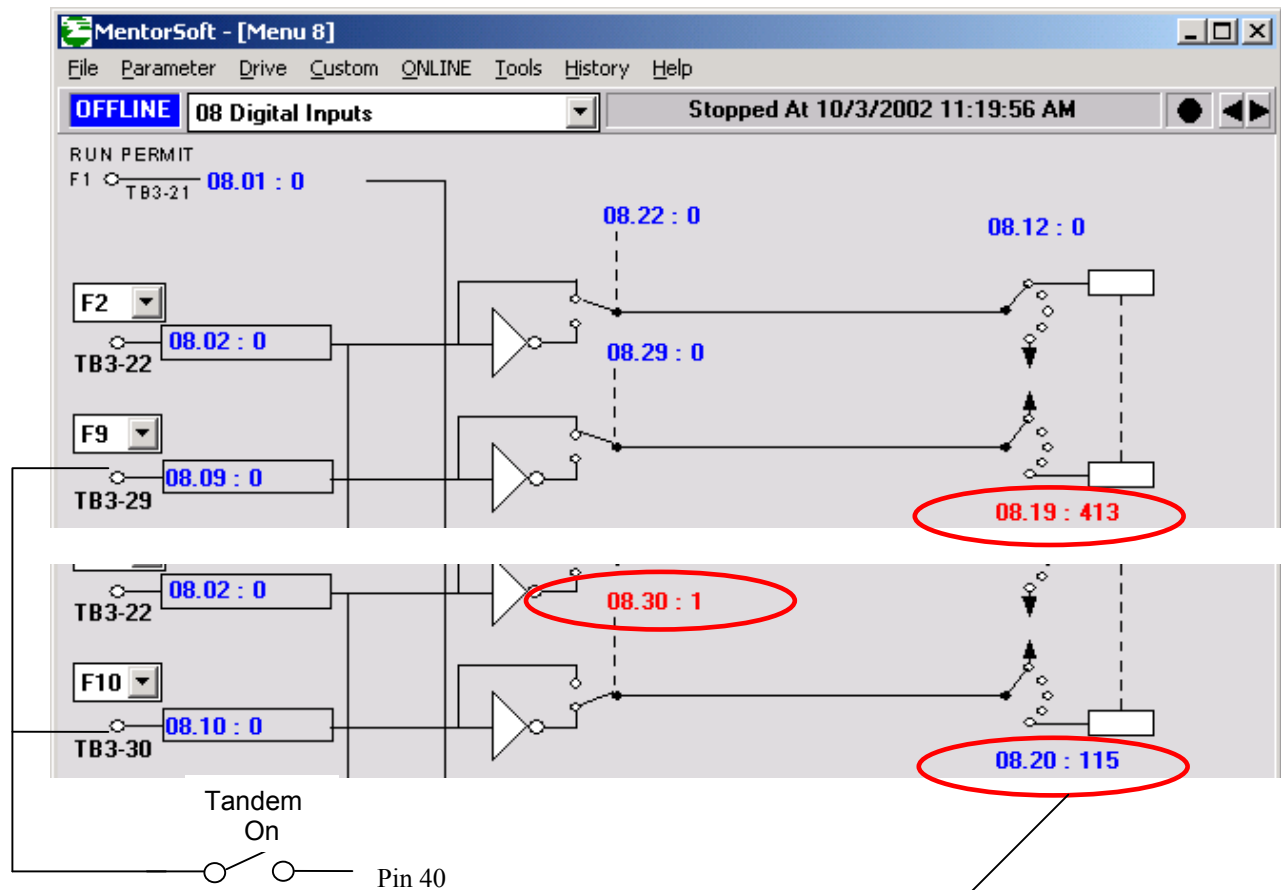 MentorSoft - [Menu 8]
File Parameter Drive Custom ONLINE Tools History Help
OFFLINE 08 Digital Inputs Stopped At 10/3/2002 11:19:56 AM
RUN PERMIT
F1 TB3-21 08.01 : 0
08.22 : 0
08.12 : 0
F2
08.02 : 0
TB3-22
08.29 : 0
F9
08.09 : 0
TB3-29
08.19 : 413
08.02 : 0
TB3-22
08.30 : 1
F10
08.10 : 0
TB3-30
08.20 : 115
Tandem
On
Pin 40